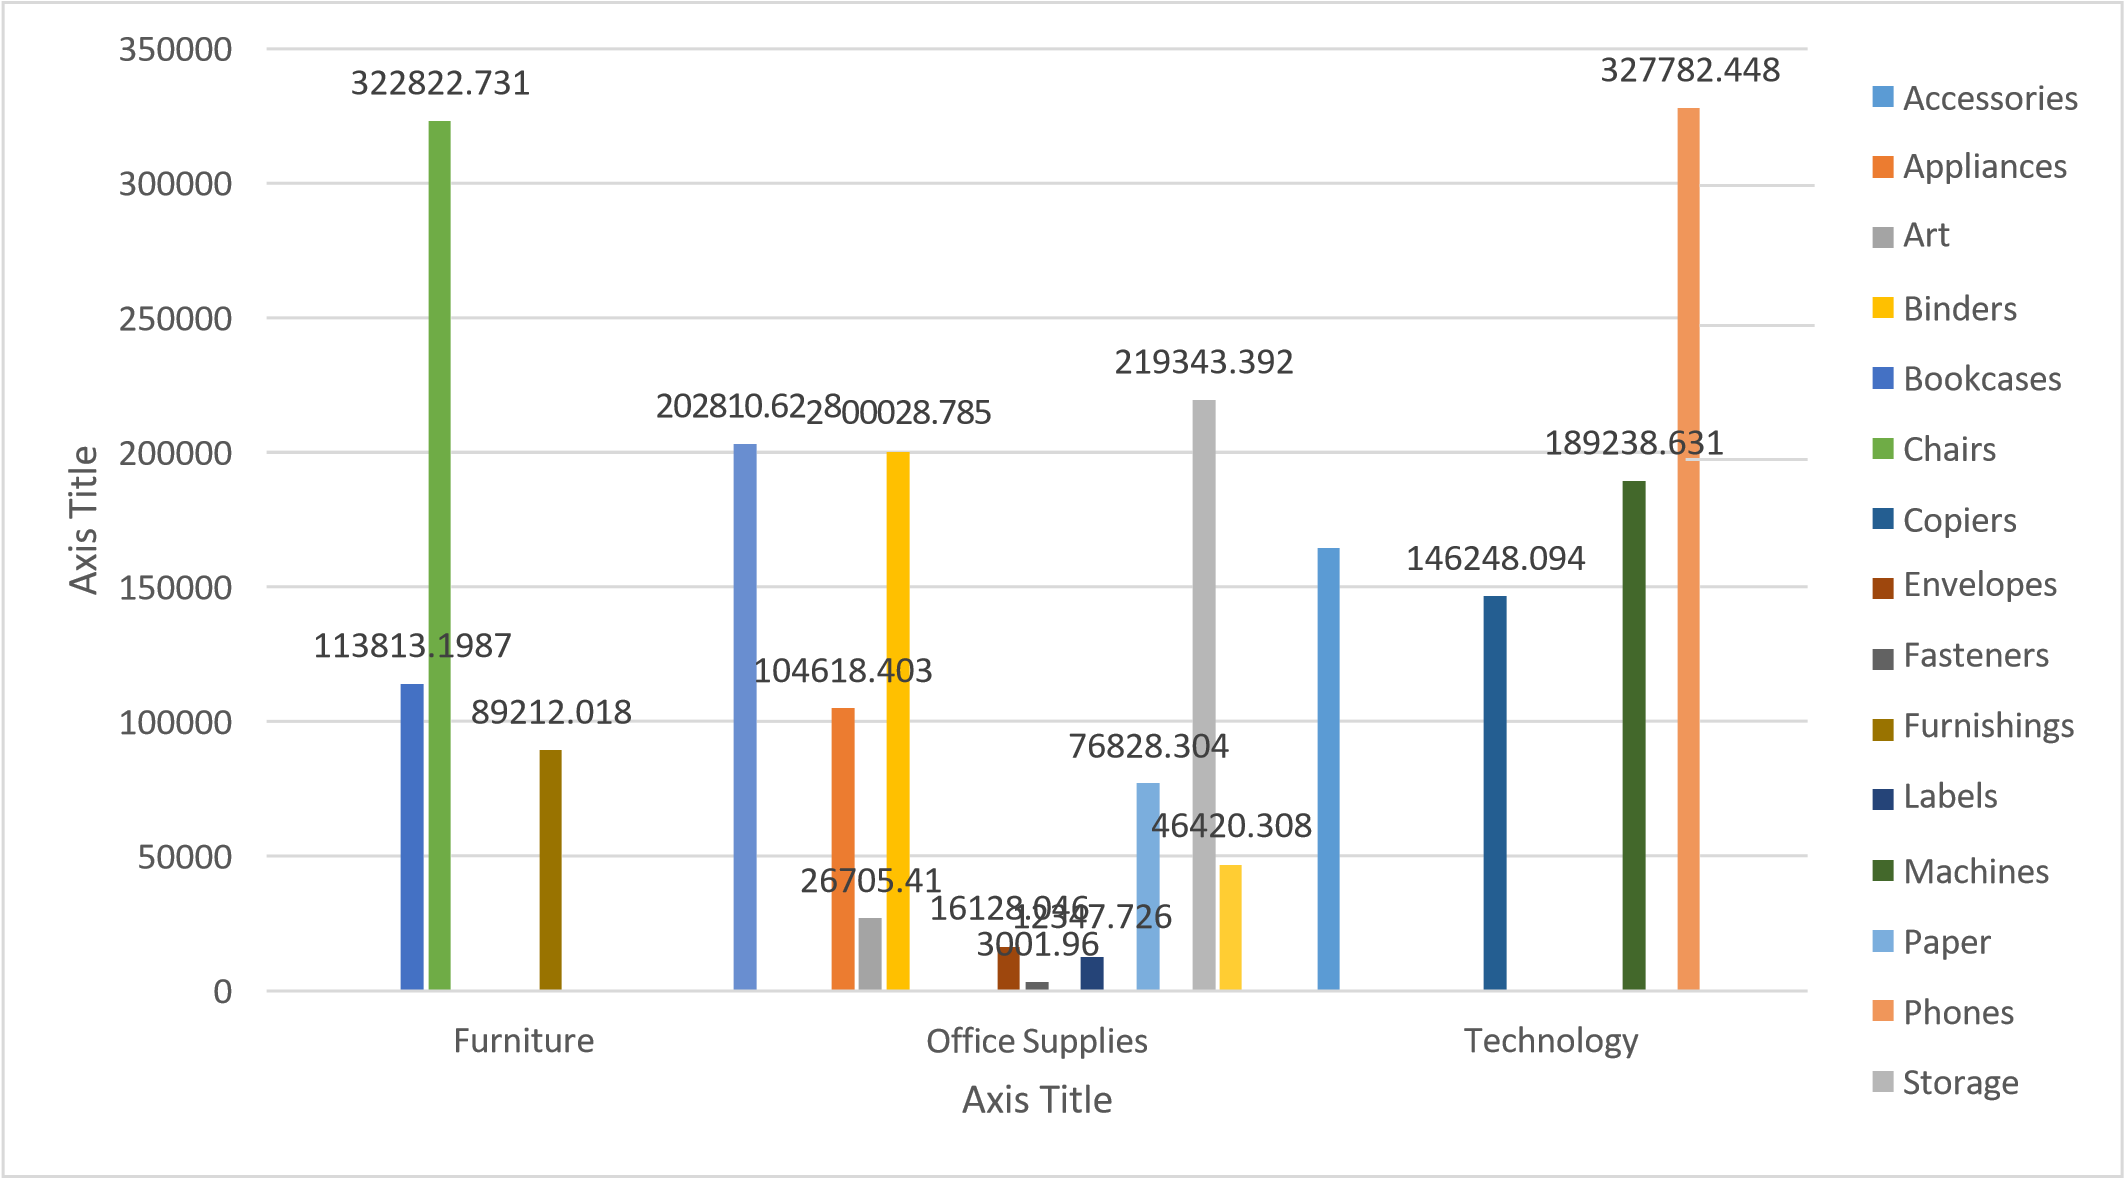 350000
300000
250000
200000
150000
100000
50000
0
Axis Title
322822.731
113813.1987
89212.018
202810.628
200028.785
104618.403
26705.41
16128.046
3001.96
12347.726
76828.304
219343.392
46420.308
146248.094
189238.631
327782.448
Furniture
Office Supplies
Technology
Axis Title
Accessories
Appliances
Art
Binders
Bookcases
Chairs
Copiers
Envelopes
Fasteners
Furnishings
Labels
Machines
Paper
Phones
Storage